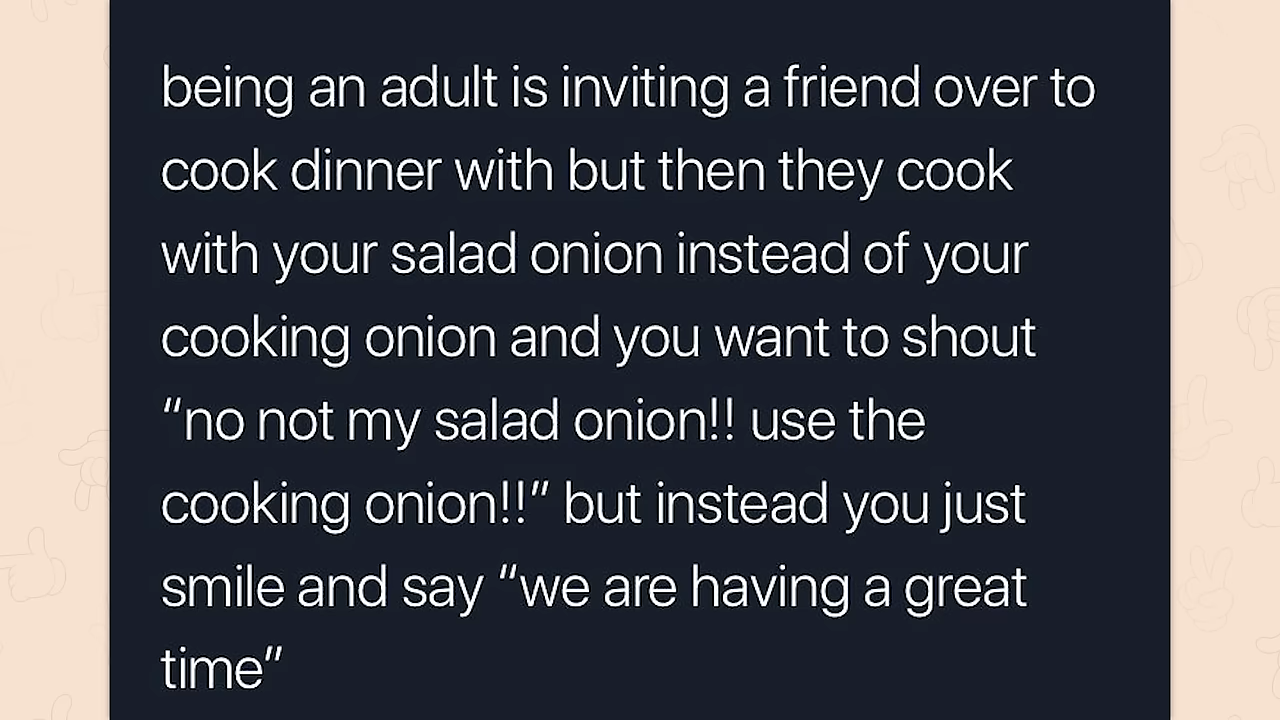 being an adult is inviting a friend over to
cook dinner with but then they cook
with your salad onion instead of your
cooking onion and you want to shout
“no not my salad onion!! use the
cooking onion!!” but instead you just
smile and say “we are having a great
time”